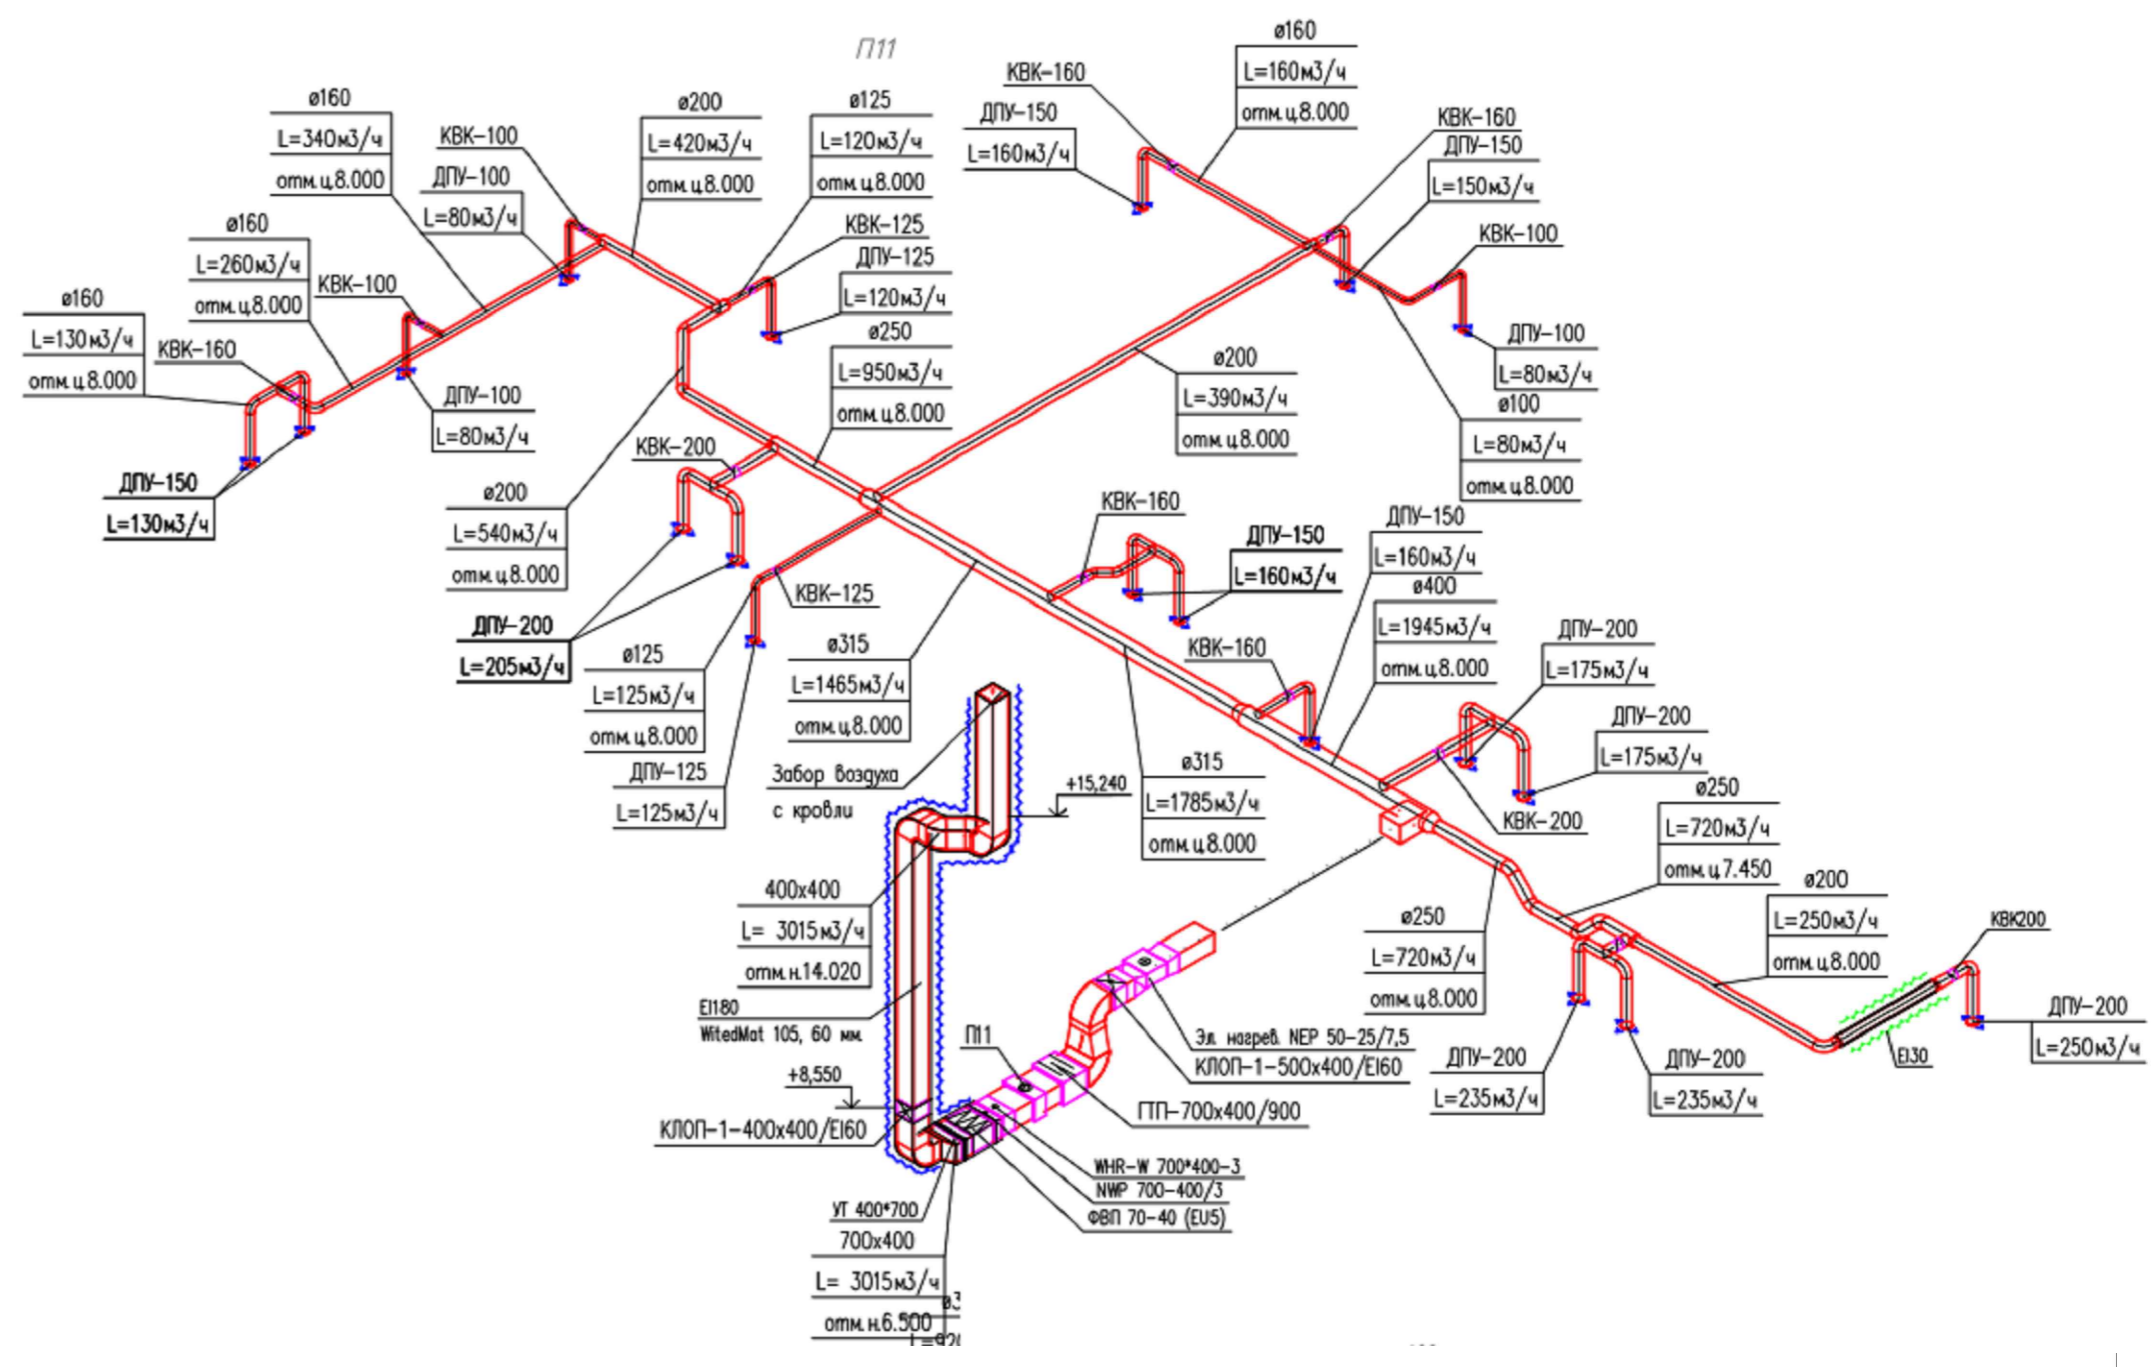 П11
ø160
L=160м3/ч
отм.ц.8.000
КВК-160
ДПУ-150
L=160м3/ч
КВК-160
ДПУ-150
L=150м3/ч
КВК-100
ДПУ-100
L=80м3/ч
ø100
L=80м3/ч
отм.ц.8.000
ø200
L=390м3/ч
отм.ц.8.000
ø160
L=340м3/ч
отм.ц.8.000
КВК-100
ДПУ-100
L=80м3/ч
ø200
L=420м3/ч
отм.ц.8.000
ø125
L=120м3/ч
отм.ц.8.000
КВК-125
ДПУ-125
L=120м3/ч
ø250
L=950м3/ч
отм.ц.8.000
ø160
L=260м3/ч
отм.ц.8.000
КВК-100
ø160
L=130м3/ч
отм.ц.8.000
КВК-160
ДПУ-100
L=80м3/ч
ДПУ-150
L=130м3/ч
КВК-200
ø200
L=540м3/ч
отм.ц.8.000
ДПУ-200
L=205м3/ч
КВК-125
ø125
L=125м3/ч
отм.ц.8.000
ДПУ-125
L=125м3/ч
ø315
L=1465м3/ч
отм.ц.8.000
КВК-160
ДПУ-150
L=160м3/ч
ДПУ-150
L=160м3/ч
ø400
L=1945м3/ч
отм.ц.8.000
КВК-160
ДПУ-200
L=175м3/ч
ДПУ-200
L=175м3/ч
КВК-200
ø315
L=1785м3/ч
отм.ц.8.000
ø250
L=720м3/ч
отм.ц.7.450
ø200
L=250м3/ч
отм.ц.8.000
КВК200
ø250
L=720м3/ч
отм.ц.8.000
ДПУ-200
L=250м3/ч
EI30
ДПУ-200
L=235м3/ч
ДПУ-200
L=235м3/ч
Забор воздуха
с кровли
+15,240
400x400
L= 3015м3/ч
отм.н.14.020
EI180
WitedMat 105, 60 мм.
+8,550
КЛОП-1-400x400/EI60
П11
Эл. нагрев. NEP 50-25/7,5
КЛОП-1-500x400/EI60
ГТП-700x400/900
WHR-W 700*400-3
NWP 700-400/3
ФВП 70-40 (EU5)
УГ 400*700
700x400
L= 3015м3/ч
отм.н.6.500